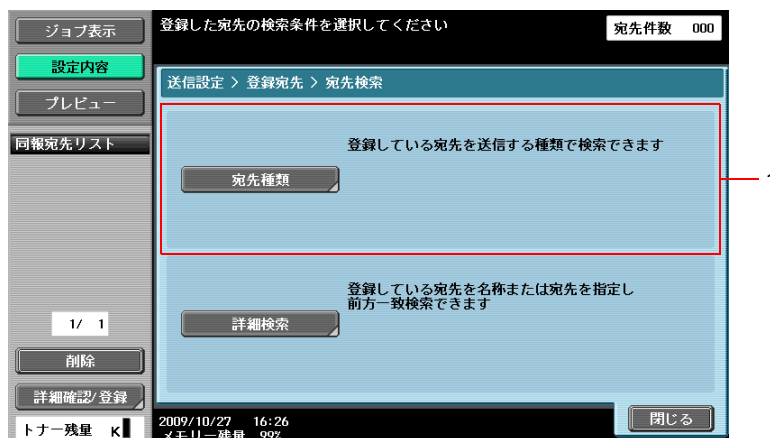 ジョブ表示
設定内容
プレビュー
同報宛先リスト
1/ 1
削除
詳細確認/登録
トナー残量 K
登録した宛先の検索条件を選択してください
宛先件数 000
送信設定 > 登録宛先 > 宛先検索
登録している宛先を送信する種類で検索できます
宛先種類
登録している宛先を名称または宛先を指定し
前方一致検索できます
詳細検索
2009/10/27 16:26
メモリー残量 99%
閉じる